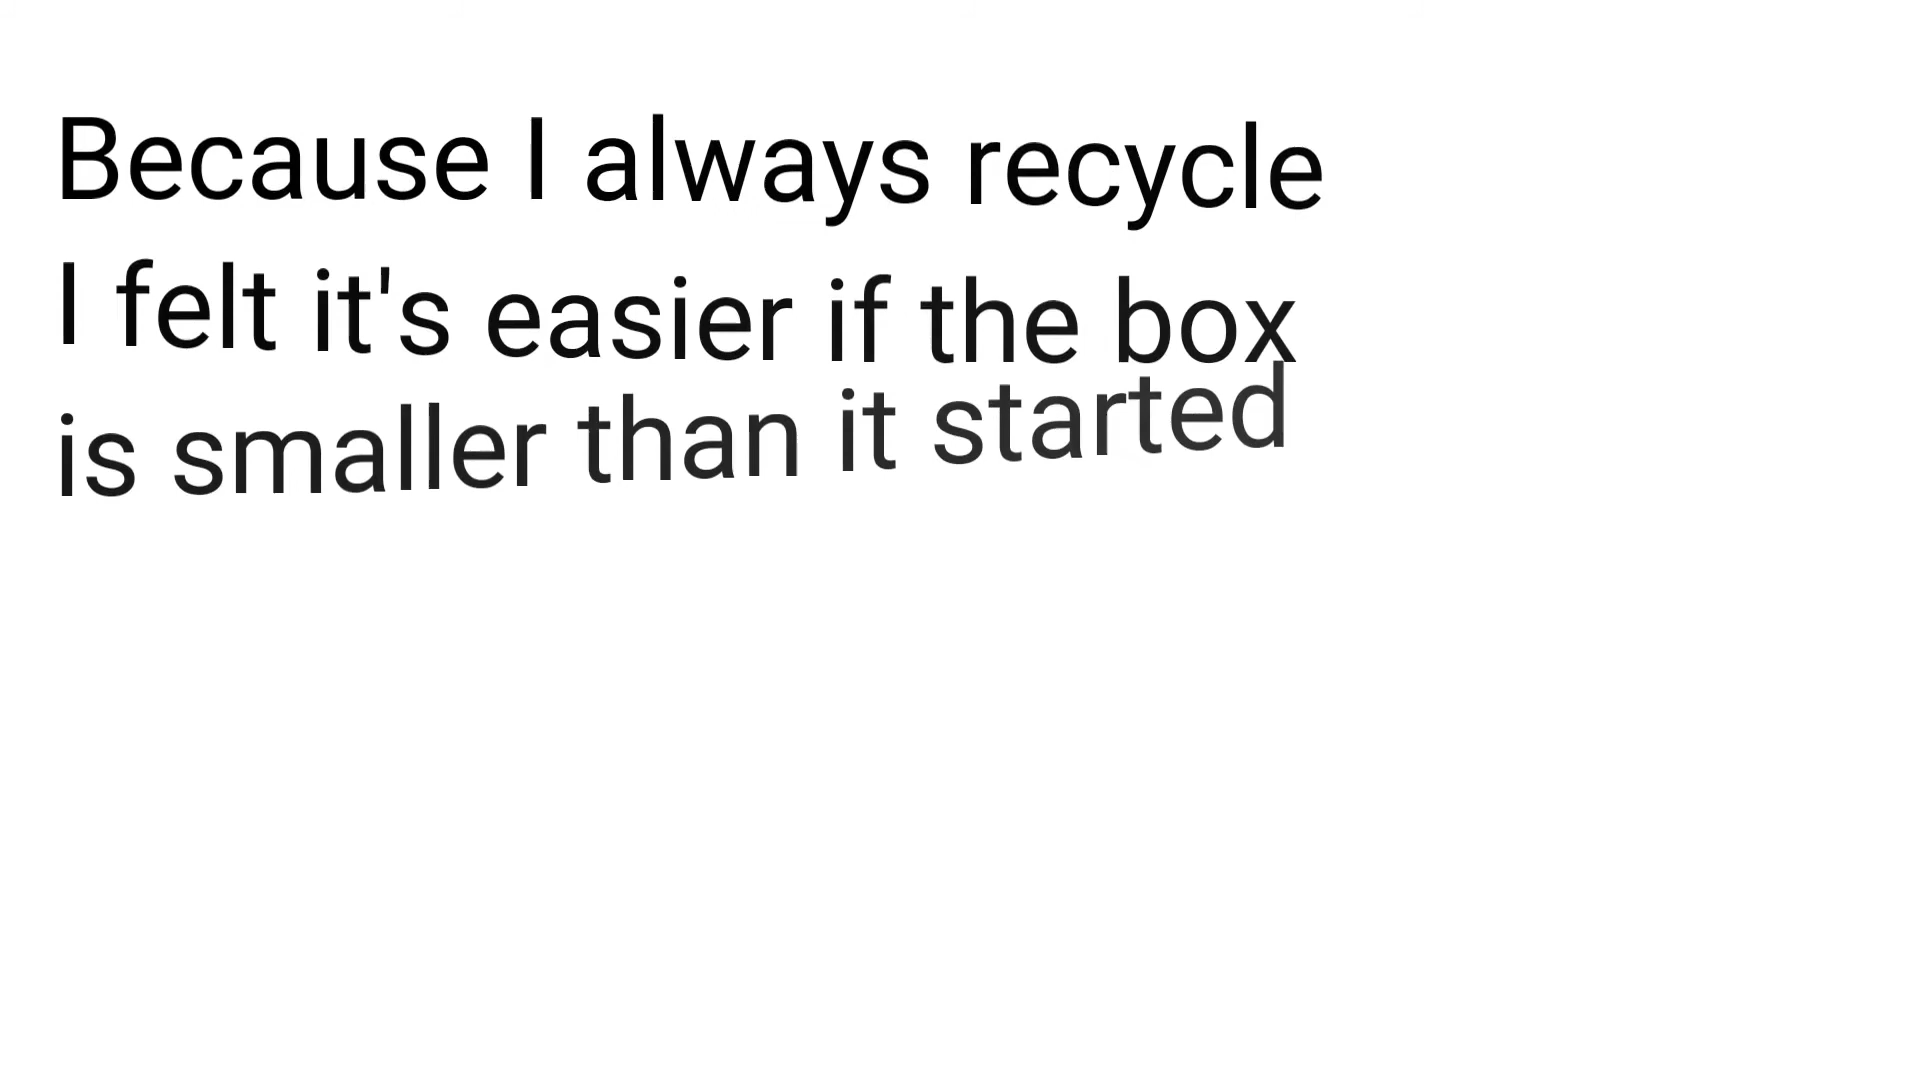 Because I always recycle
I felt it's easier if the box
is smaller than it started